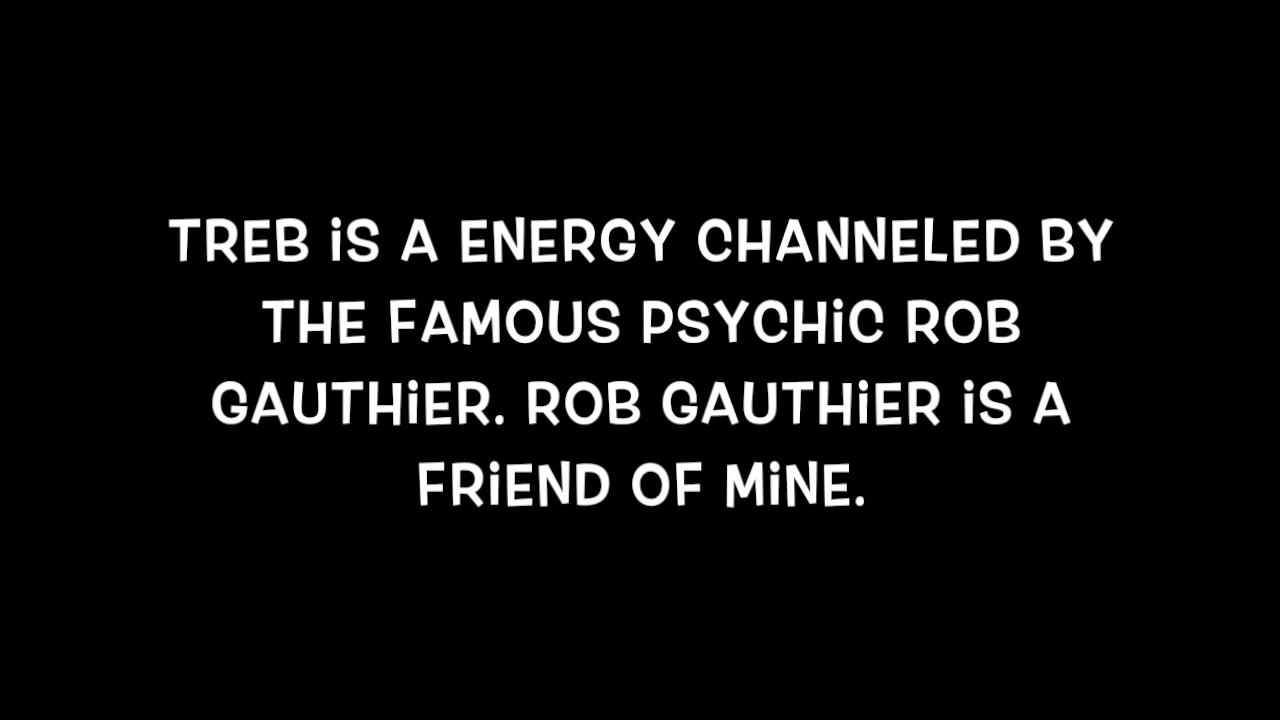 TREB iS A ENERGY CHANNELED BY
THE FAMOUS PSYCHiC ROB
GAUTHiER. ROB GAUTHiER iS A
FRiEND OF MiNE.